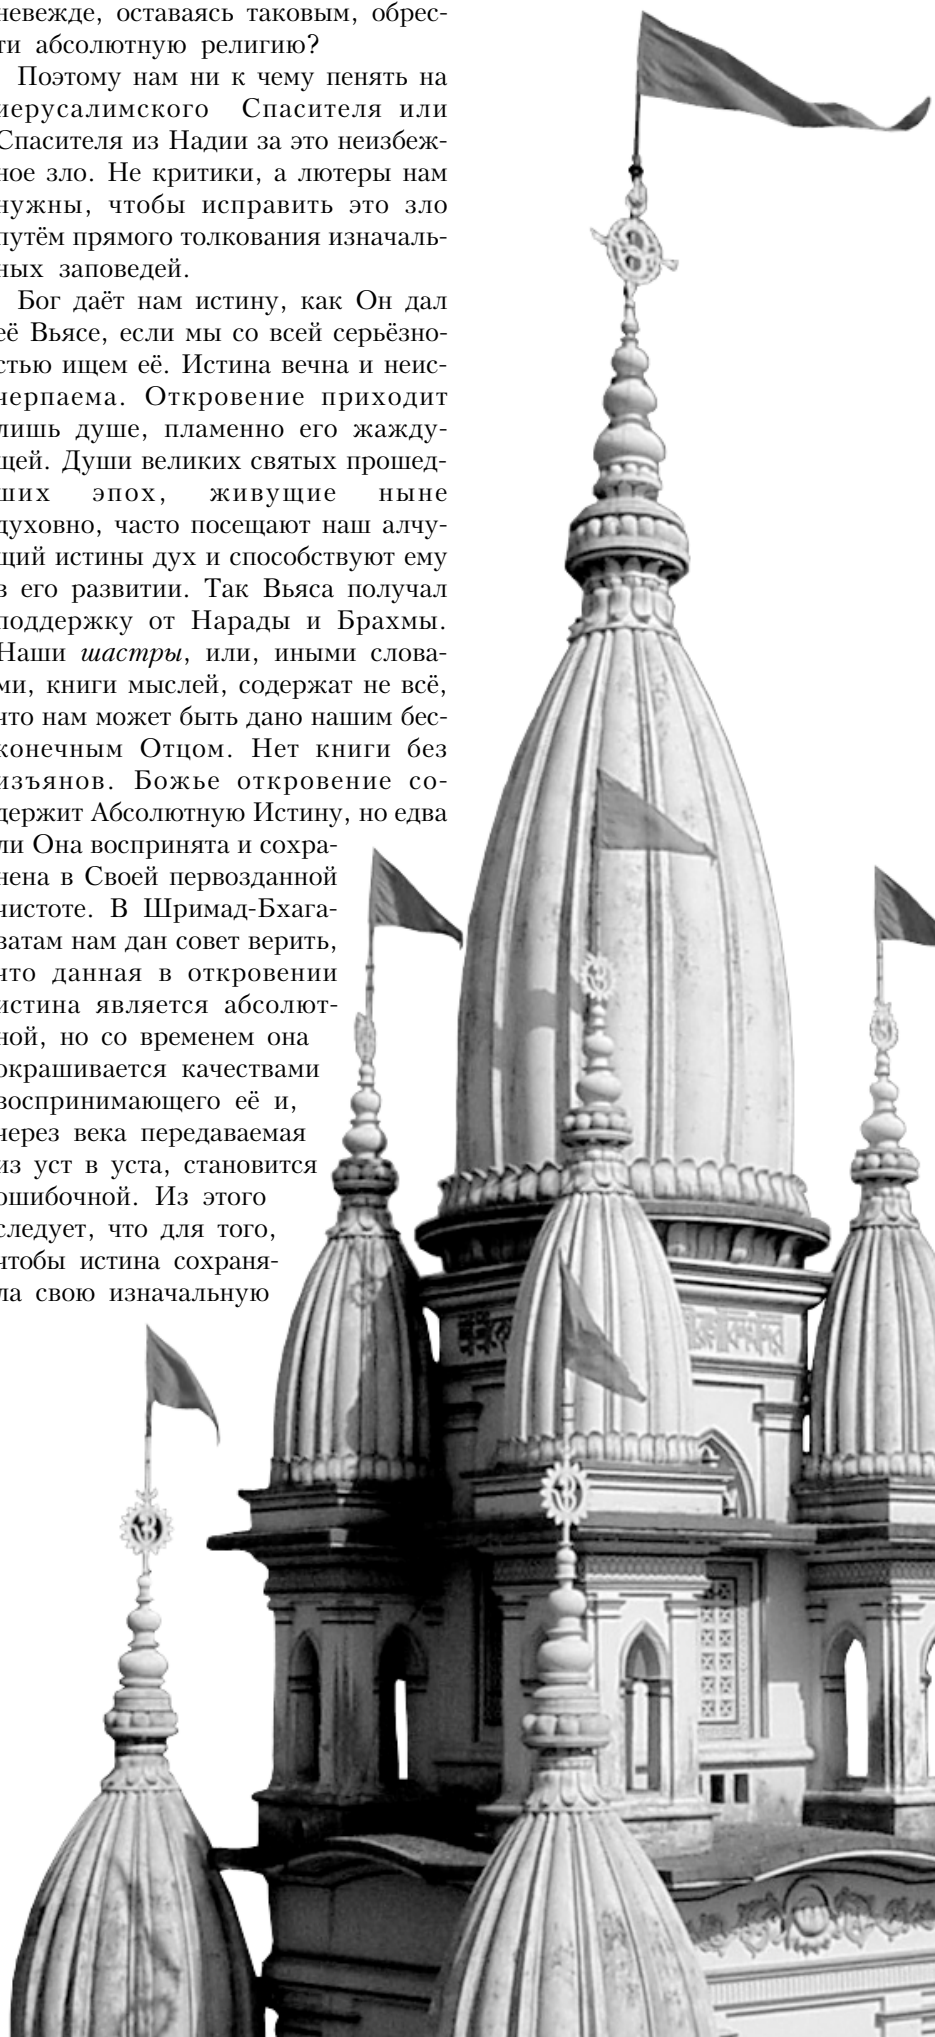 невежде, оставаясь таковым, обрес-
ти абсолютную религию?
Поэтому нам ни к чему пенять на
иерусалимского Спасителя или
Спасителя из Надии за это неизбеж-
ное зло. Не критики, а лютеры нам
нужны, чтобы исправить это зло
путём прямого толкования изначаль-
ных заповедей.
Бог даёт нам истину, как Он дал
её Вьясе, если мы со всей серьёзно-
стью ищем её. Истина вечна и неис-
черпаема. Откровение приходит
лишь душе, пламенно его жажду-
щей. Души великих святых прошед-
ших эпох, живущие ныне
духовно, часто посещают наш алчу-
щий истины дух и способствуют ему
в его развитии. Так Вьяса получал
поддержку от Нарады и Брахмы.
Наши шастры, или, иными слова-
ми, книги мыслей, содержат не всё,
что нам может быть дано нашим бес-
конечным Отцом. Нет книги без
изъянов. Божье откровение со-
держит Абсолютную Истину, но едва
ли Она воспринята и сохра-
нена в Своей первозданной
чистоте. В Шримад-Бхага-
ватам нам дан совет верить,
что данная в откровении
истина является абсолют-
ной, но со временем она
окрашивается качествами
воспринимающего её и,
через века передаваемая
из уст в уста, становится
ошибочной. Из этого
следует, что для того,
чтобы истина сохраня-
ла свою изначальную